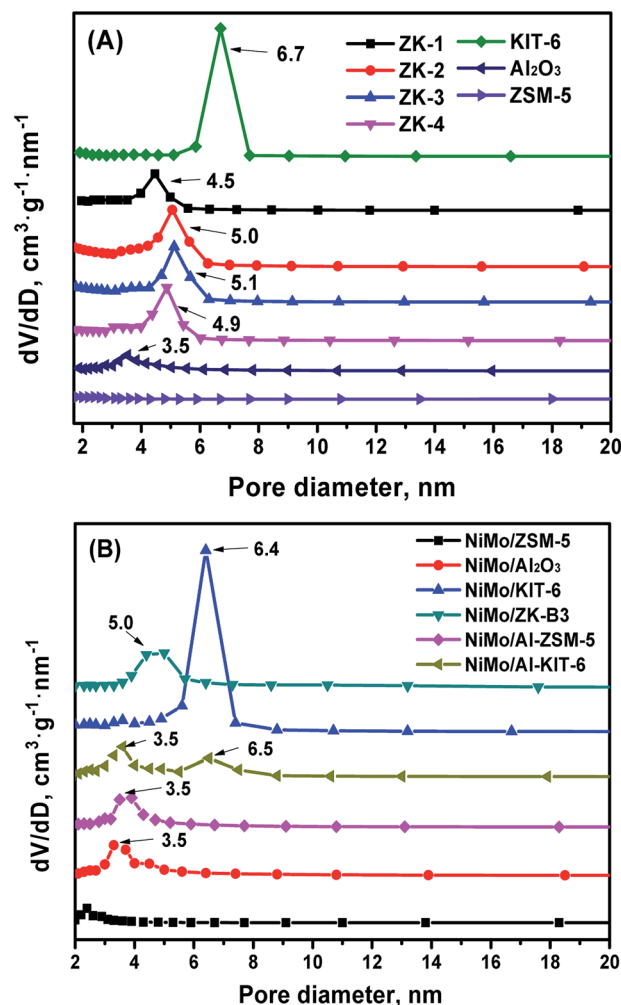 (A)
6.7
ZK-1
ZK-2
ZK-3
ZK-4
KIT-6
Al₂O₃
ZSM-5
4.5
5.0
5.1
4.9
3.5
dV/dD, cm³·g⁻¹·nm⁻¹
2 4 6 8 10 12 14 16 18 20
Pore diameter, nm
(B)
6.4
NiMo/ZSM-5
NiMo/Al₂O₃
NiMo/KIT-6
NiMo/ZK-B3
NiMo/Al-ZSM-5
NiMo/Al-KIT-6
5.0
3.5
6.5
3.5
3.5
dV/dD, cm³·g⁻¹·nm⁻¹
2 4 6 8 10 12 14 16 18 20
Pore diameter, nm